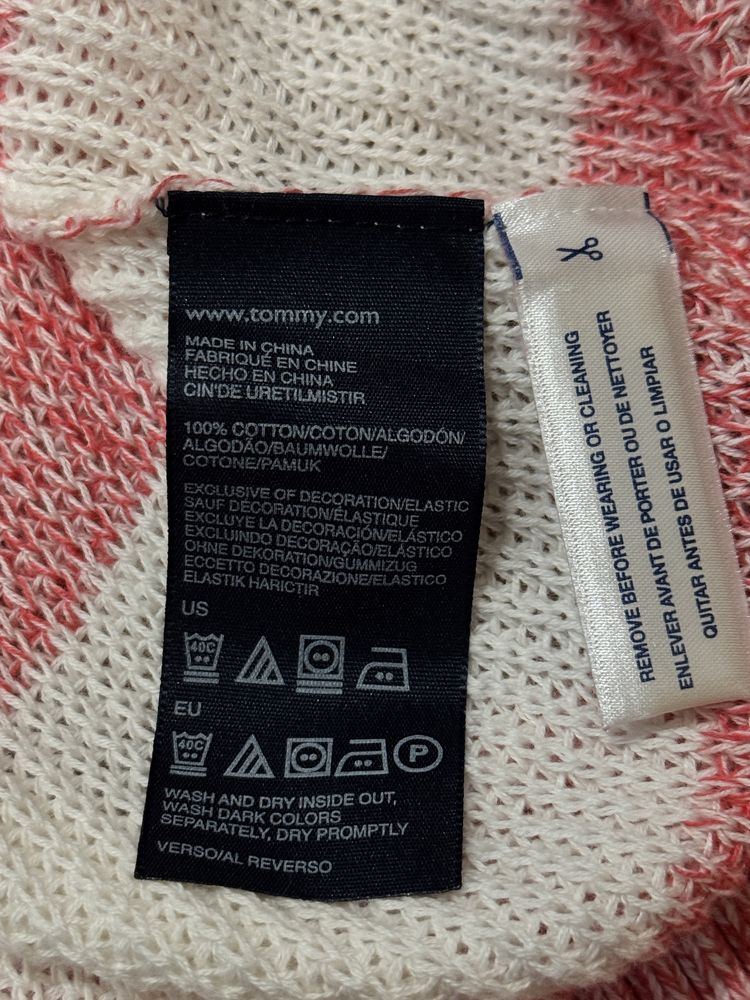 www.tommy.com
MADE IN CHINA
FABRIQUÉ EN CHINE
HECHO EN CHINA
CIN'DE URETILMISTIR
100% COTTON/COTON/ALGODÓN/
ALGODÃO/BAUMWOLLE/
COTONE/PAMUK
EXCLUSIVE OF DECORATION/ELASTIC
SAUF DÉCORATION/ÉLASTIQUE
EXCLUYE LA DECORACIÓN/ELÁSTICO
EXCLUINDO DECORAÇÃO/ELÁSTICO
OHNE DEKORATION/GUMMIZUG
ECCETTO DECORAZIONE/ELASTICO
ELASTIK HARICTIR
US
40C
EU
40C P
WASH AND DRY INSIDE OUT,
WASH DARK COLORS
SEPARATELY, DRY PROMPTLY
VERSO/AL REVERSO
REMOVE BEFORE WEARING OR CLEANING
ENLEVER AVANT DE PORTER OU DE NETTOYER
QUITAR ANTES DE USAR O LIMPIAR